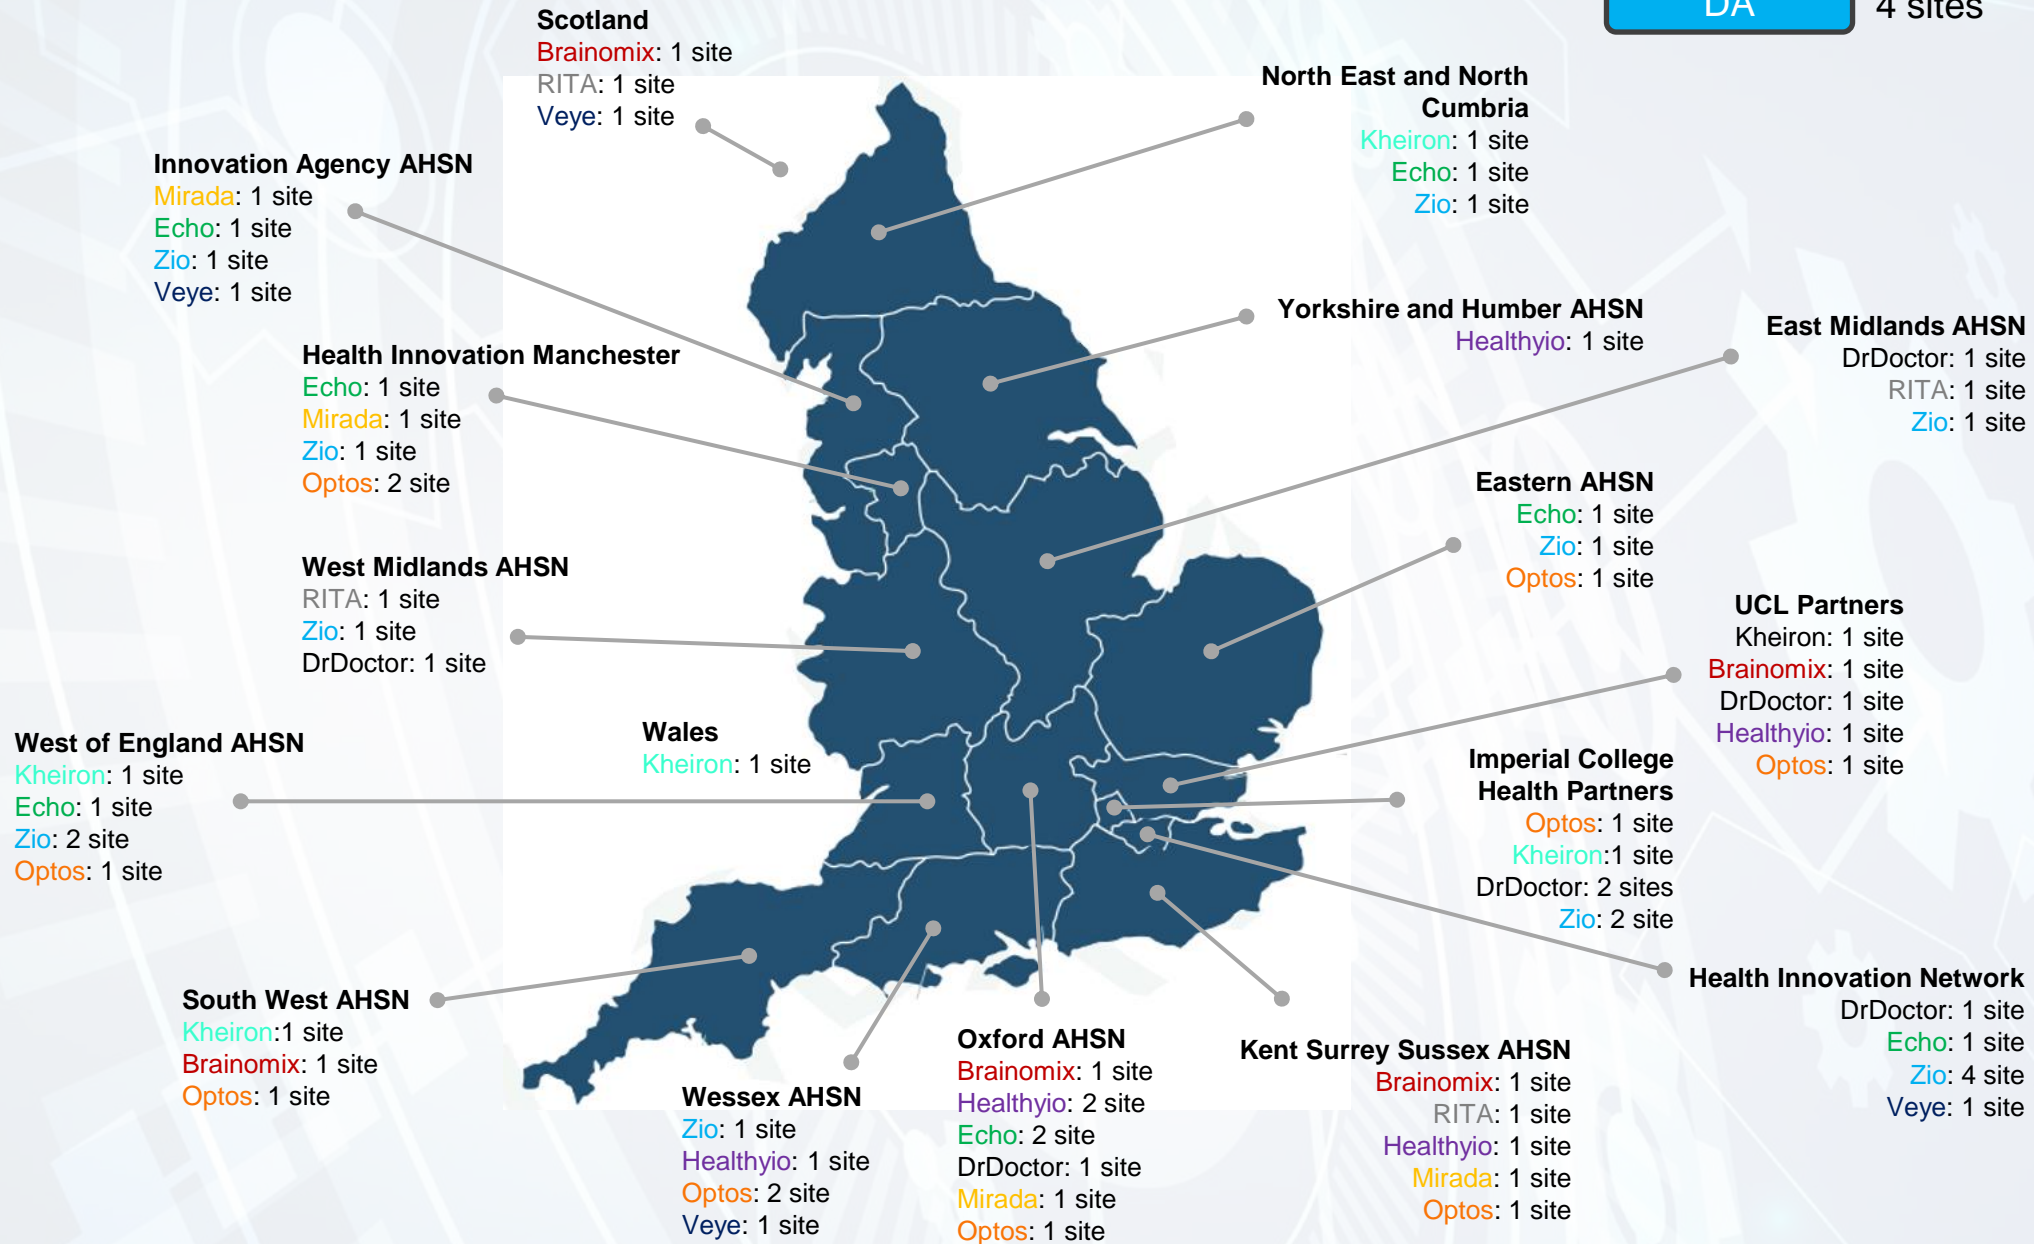 DA
4 sites
Scotland
Brainomix: 1 site
RITA: 1 site
Veye: 1 site
North East and North
Cumbria
Kheiron: 1 site
Echo: 1 site
Zio: 1 site
Innovation Agency AHSN
Mirada: 1 site
Echo: 1 site
Zio: 1 site
Veye: 1 site
Yorkshire and Humber AHSN
Healthyio: 1 site
East Midlands AHSN
DrDoctor: 1 site
RITA: 1 site
Zio: 1 site
Health Innovation Manchester
Echo: 1 site
Mirada: 1 site
Zio: 1 site
Optos: 2 site
Eastern AHSN
Echo: 1 site
Zio: 1 site
Optos: 1 site
West Midlands AHSN
RITA: 1 site
Zio: 1 site
DrDoctor: 1 site
UCL Partners
Kheiron: 1 site
Brainomix: 1 site
DrDoctor: 1 site
Healthyio: 1 site
Optos: 1 site
Wales
Kheiron: 1 site
West of England AHSN
Kheiron: 1 site
Echo: 1 site
Zio: 2 site
Optos: 1 site
Imperial College
Health Partners
Optos: 1 site
Kheiron:1 site
DrDoctor: 2 sites
Zio: 2 site
Health Innovation Network
DrDoctor: 1 site
Echo: 1 site
Zio: 4 site
Veye: 1 site
South West AHSN
Kheiron:1 site
Brainomix: 1 site
Optos: 1 site
Wessex AHSN
Zio: 1 site
Healthyio: 1 site
Optos: 2 site
Veye: 1 site
Oxford AHSN
Brainomix: 1 site
Healthyio: 2 site
Echo: 2 site
DrDoctor: 1 site
Mirada: 1 site
Optos: 1 site
Kent Surrey Sussex AHSN
Brainomix: 1 site
RITA: 1 site
Healthyio: 1 site
Mirada: 1 site
Optos: 1 site